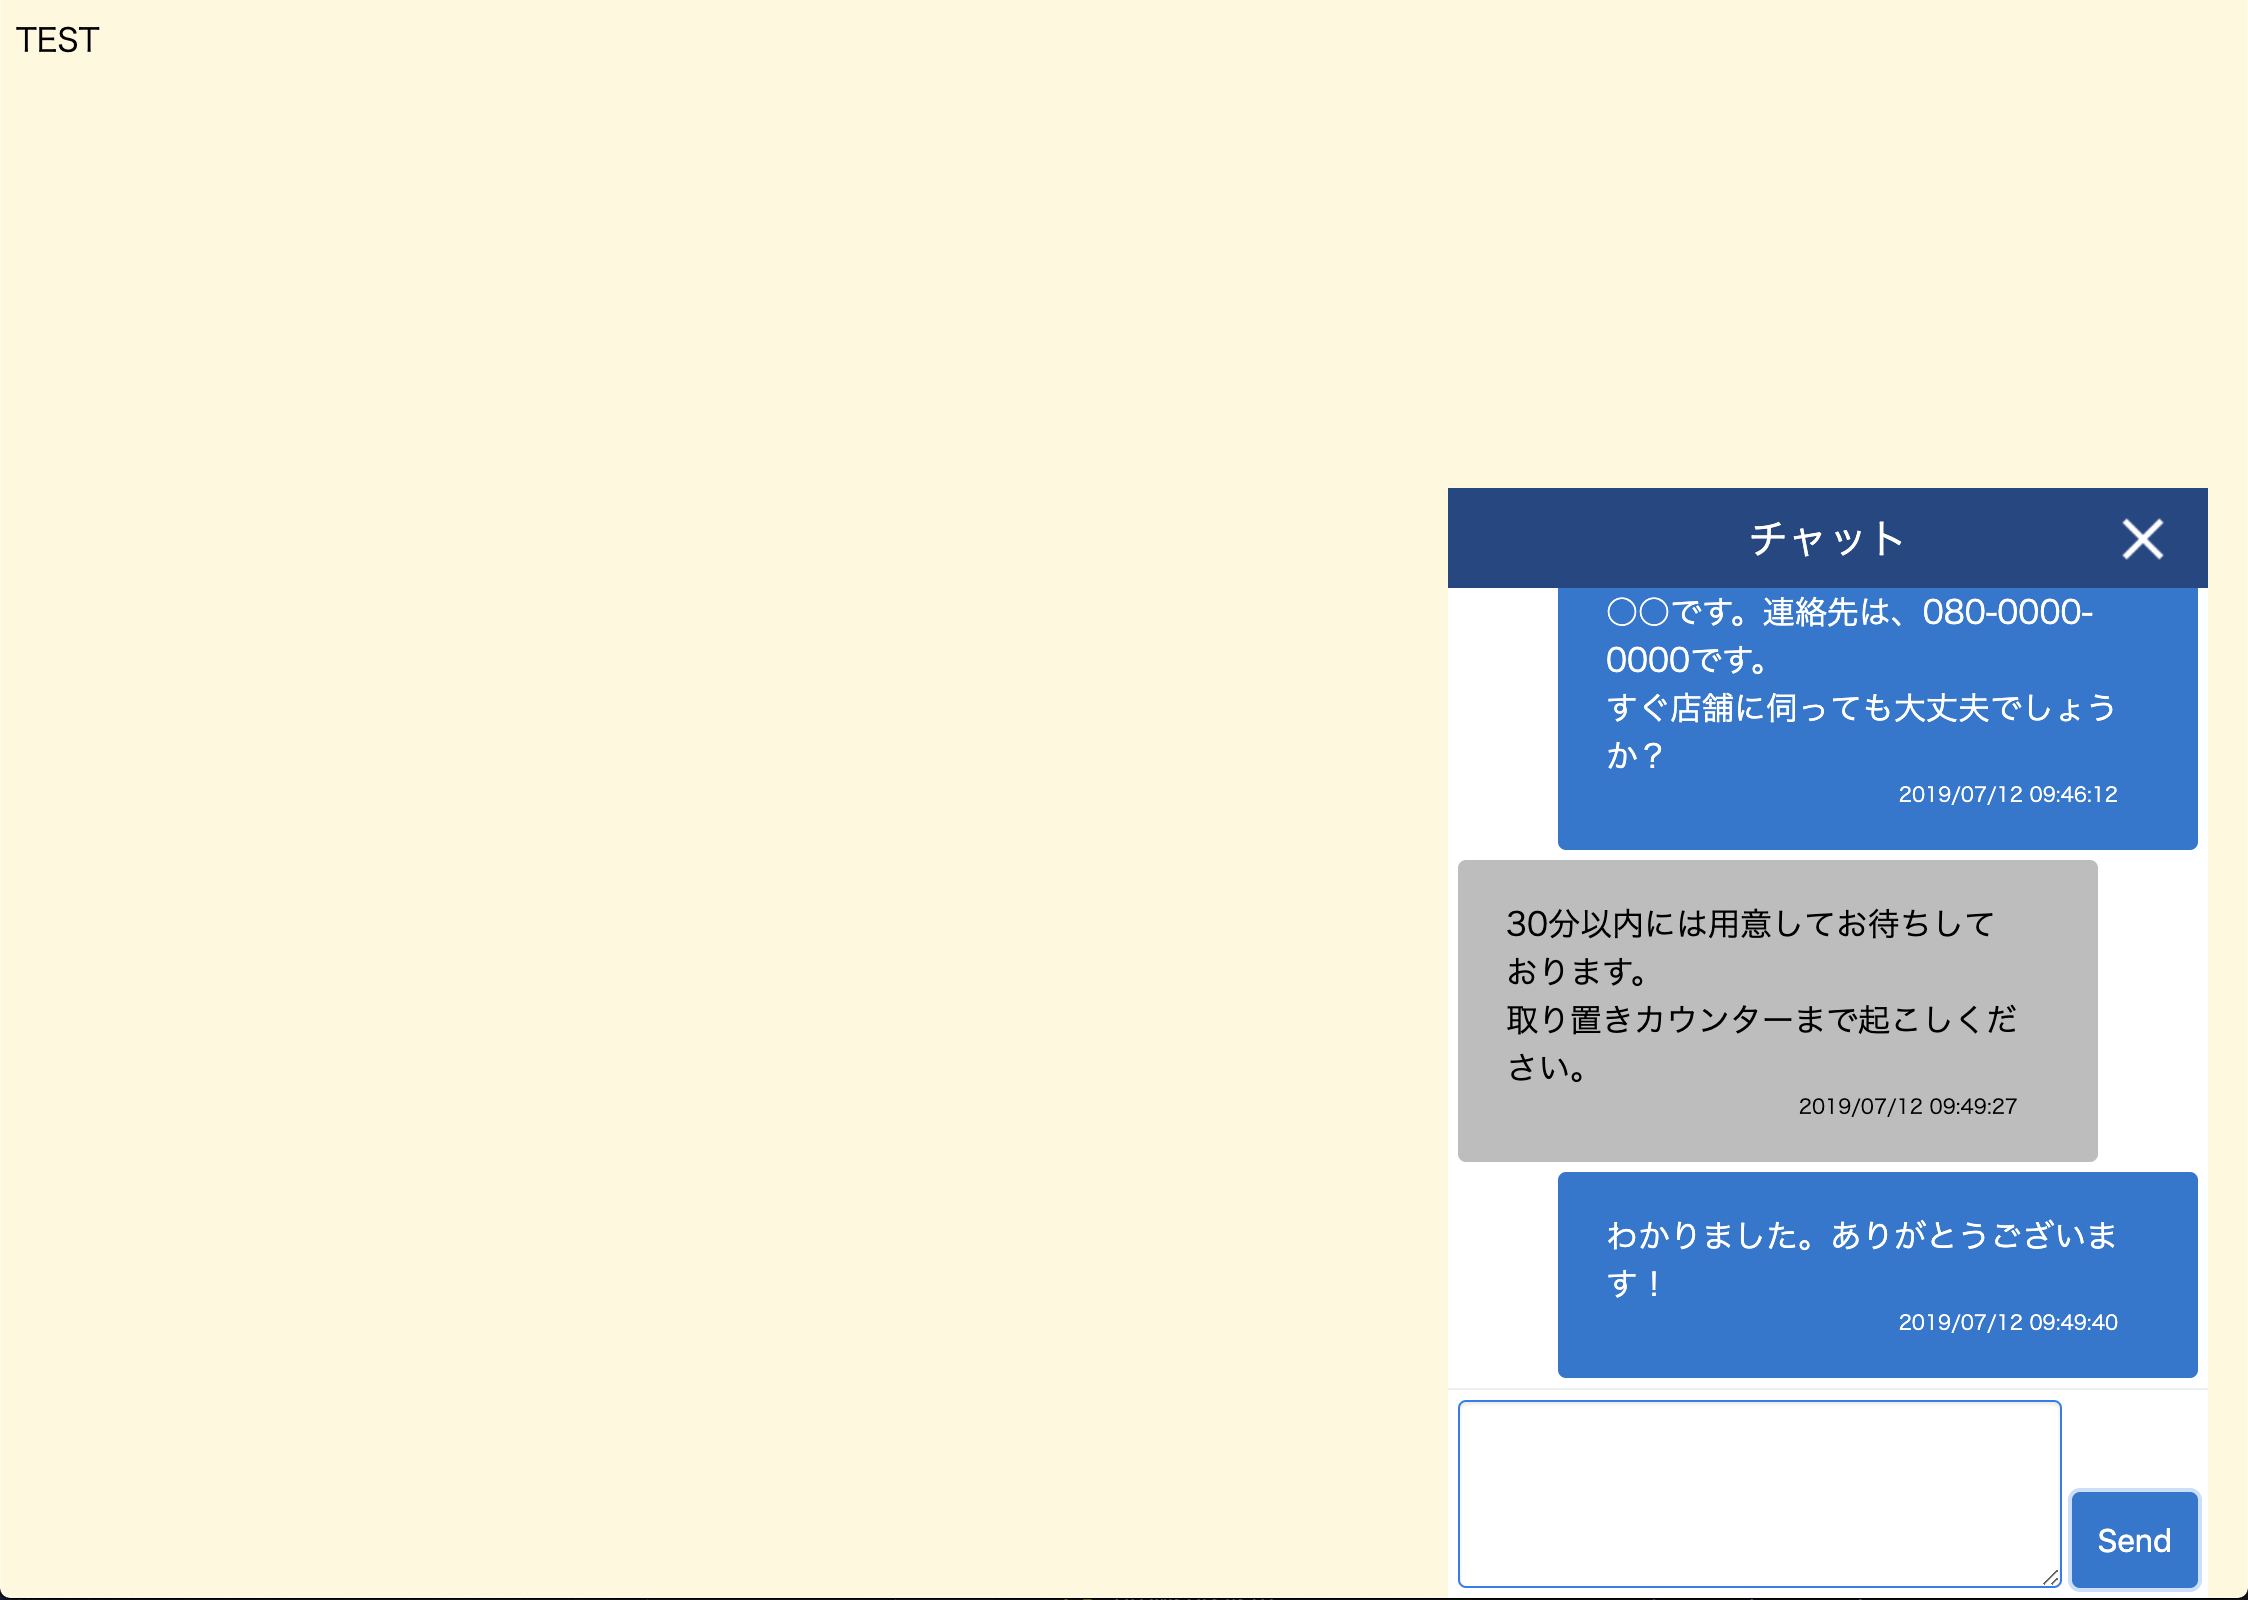 TEST
チャット
○○です。連絡先は、080-0000-
0000です。
すぐ店舗に伺っても大丈夫でしょう
か？
2019/07/12 09:46:12
30分以内には用意してお待ちして
おります。
取り置きカウンターまで起こしくだ
さい。
2019/07/12 09:49:27
わかりました。ありがとうございま
す！
2019/07/12 09:49:40
Send